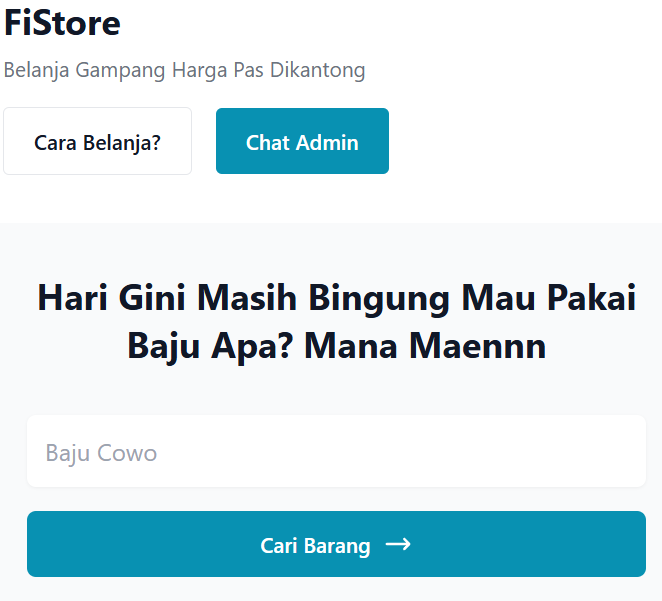 FiStore
Belanja Gampang Harga Pas Dikantong
Cara Belanja?
Chat Admin
Hari Gini Masih Bingung Mau Pakai
Baju Apa? Mana Maennn
Baju Cowo
Cari Barang →